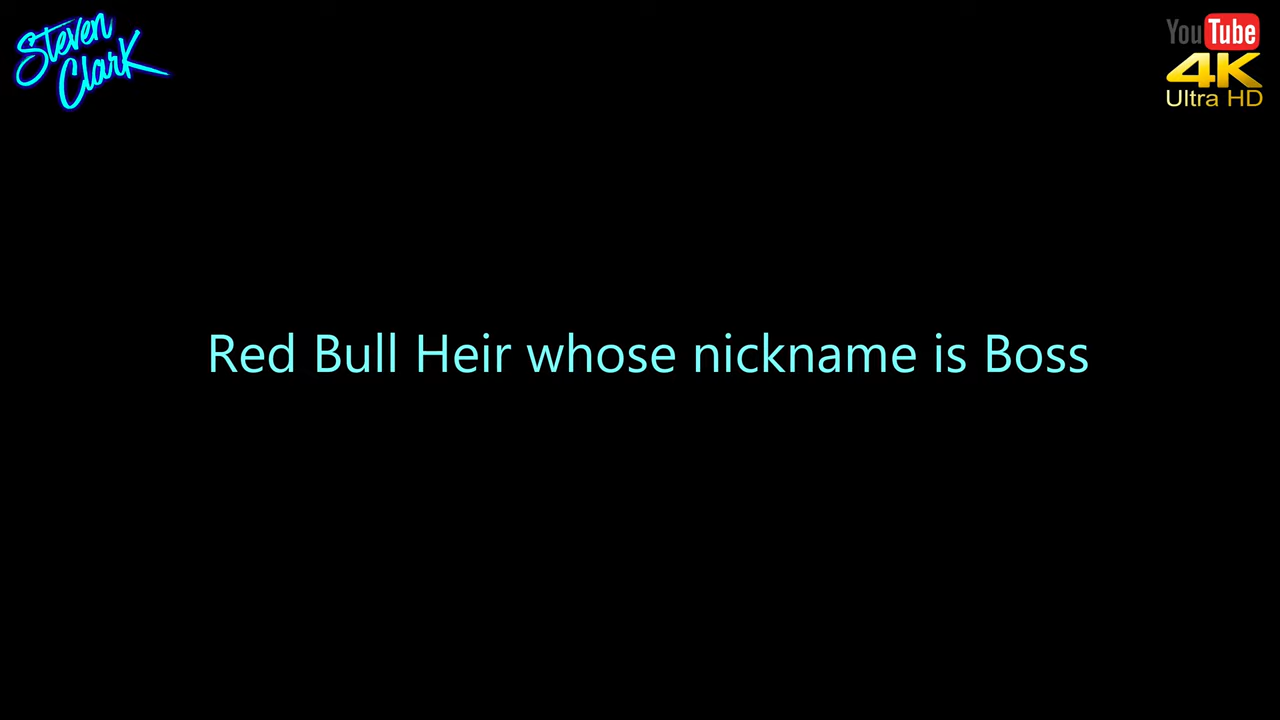 Steven
Clark
YouTube
4K
Ultra HD
Red Bull Heir whose nickname is Boss